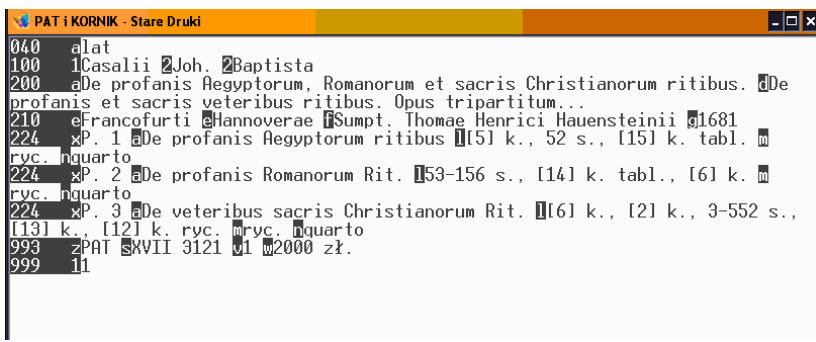 PAT i KORNIK - Stare Druki
040 alat
100 1Casalii 2Joh. 2Baptista
200 aDe profanis Aegyptorum, Romanorum et sacris Christianorum ritibus. dDe
profanis et sacris veteribus ritibus. Opus tripartitum...
210 eFrancofurti eHannoverae fSumpt. Thomae Henrici Hauensteinii g1681
224 xP. 1 aDe profanis Aegyptorum ritibus l[5] k., 52 s., [15] k. tabl. m
ryc. nquarto
224 xP. 2 aDe profanis Romanorum Rit. l53-156 s., [14] k. tabl., [6] k. m
ryc. nquarto
224 xP. 3 aDe veteribus sacris Christianorum Rit. l[6] k., [2] k., 3-552 s.,
[13] k., [12] k. ryc. mryc. nquarto
993 zPAT sXVII 3121 v1 w2000 zł.
999 11